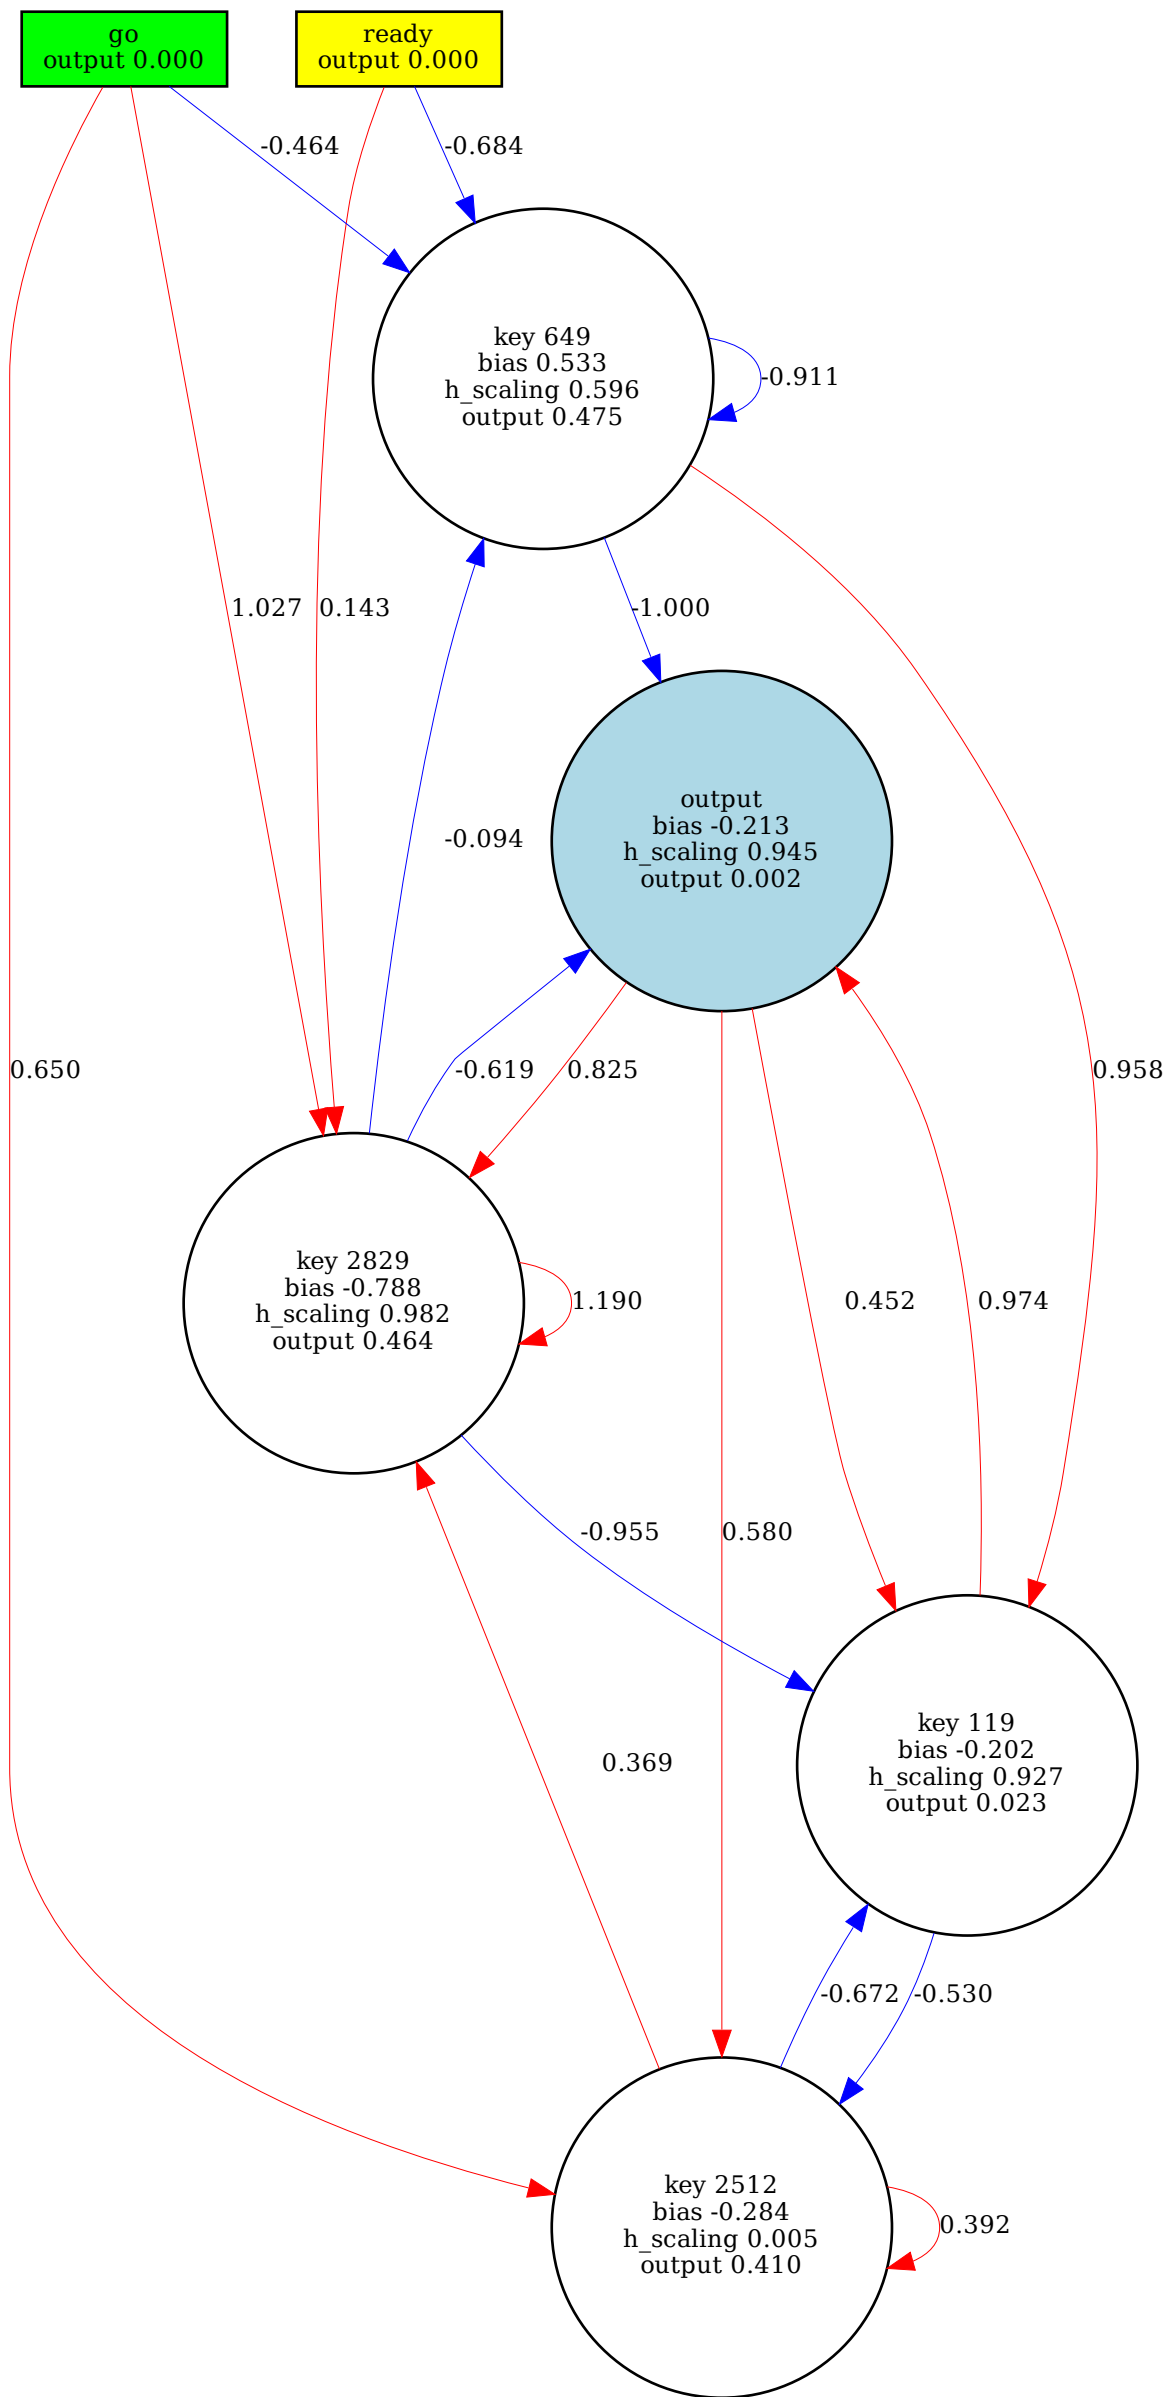 go
output 0.000
ready
output 0.000
-0.464
-0.684
key 649
bias 0.533
h_scaling 0.596
output 0.475
-0.911
1.027
0.143
-1.000
output
bias -0.213
h_scaling 0.945
output 0.002
-0.094
0.650
-0.619
0.825
0.958
key 2829
bias -0.788
h_scaling 0.982
output 0.464
1.190
0.452
0.974
-0.955
0.580
key 119
bias -0.202
h_scaling 0.927
output 0.023
0.369
-0.672
-0.530
key 2512
bias -0.284
h_scaling 0.005
output 0.410
0.392